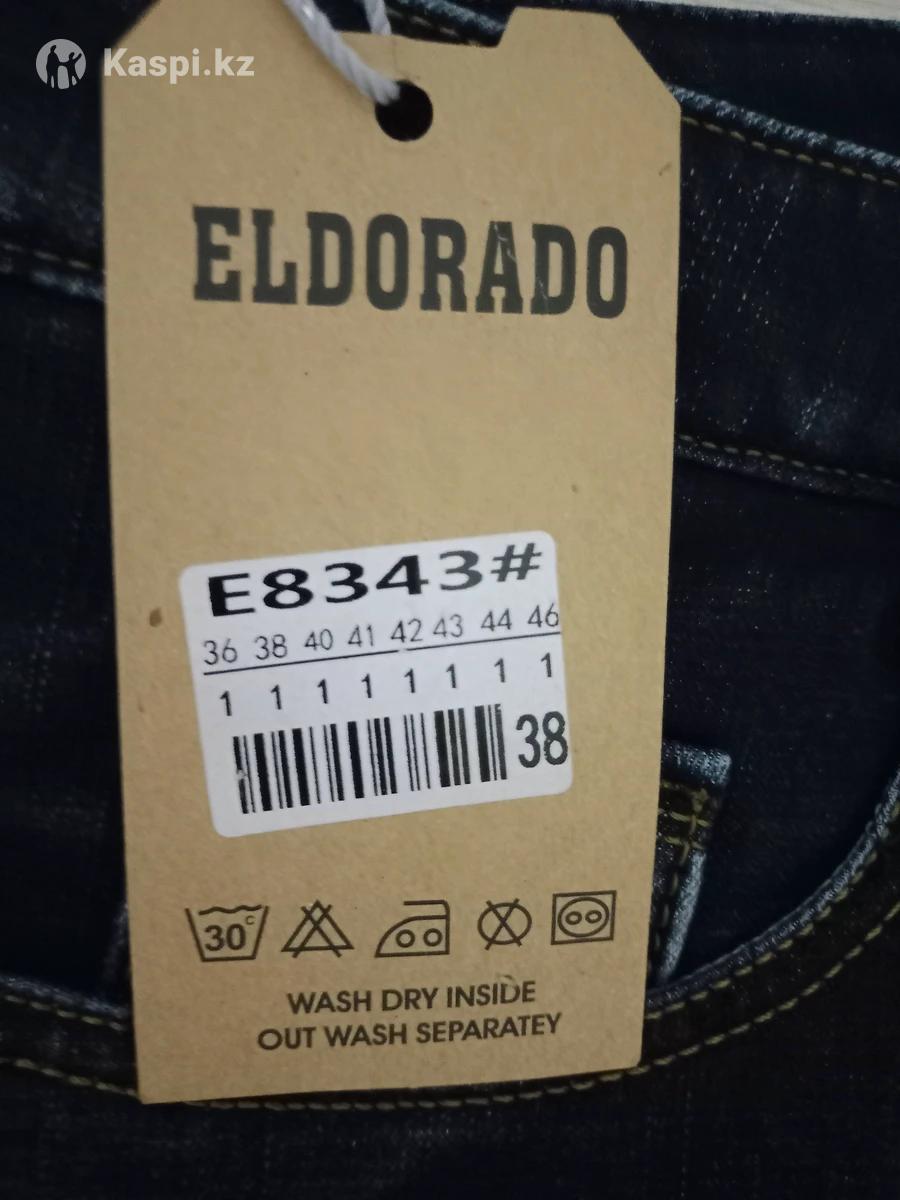 Kaspi.kz
ELDORADO
E8343#
36 38 40 41 42 43 44 46
1 1 1 1 1 1 1 1
38
30°C
WASH DRY INSIDE
OUT WASH SEPARATEY